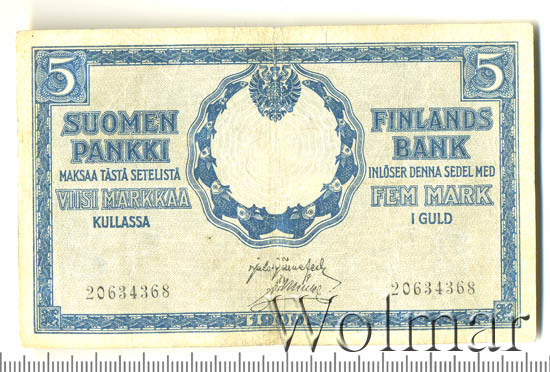 5
5
SUOMEN
PANKKI
MAKSAA TÄSTÄ SETELISTÄ
VIISI MARKKAA
KULLASSA
FINLANDS
BANK
INLÖSER DENNA SEDEL MED
FEM MARK
I GULD
20634368
20634368
1909
Wolmar